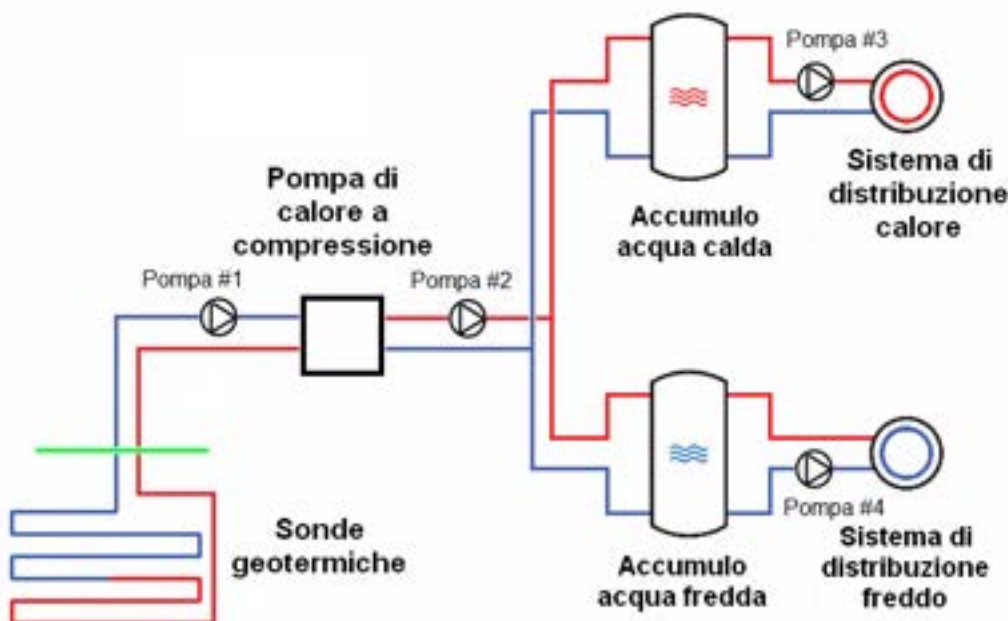 Pompa #3
Sistema di
distribuzione
calore
Accumulo
acqua calda
Pompa di
calore a
compressione
Pompa #1
Pompa #2
Sonde
geotermiche
Accumulo
acqua fredda
Pompa #4
Sistema di
distribuzione
freddo